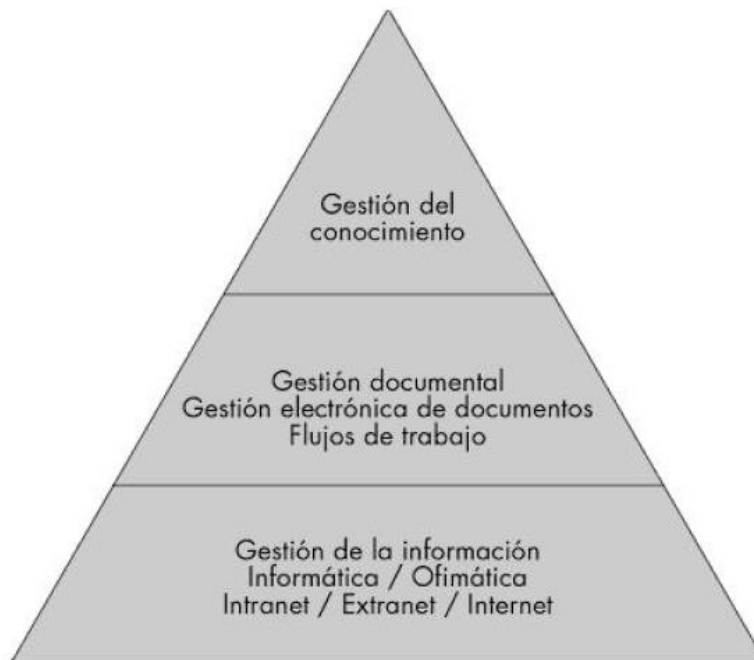 Gestión del
conocimiento
Gestión documental
Gestión electrónica de documentos
Flujos de trabajo
Gestión de la información
Informática / Ofimática
Intranet / Extranet / Internet